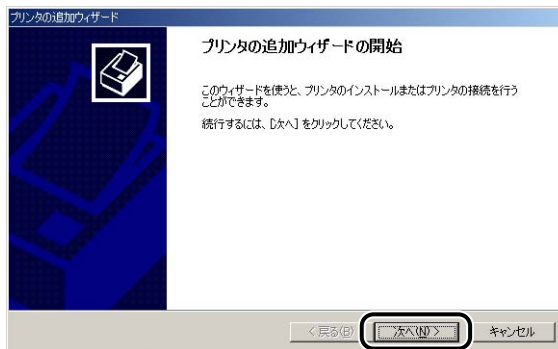 プリンタの追加ウィザード
プリンタの追加ウィザードの開始
このウィザードを使うと、プリンタのインストールまたはプリンタの接続を行う
ことができます。
続行するには、[次へ] をクリックしてください。
< 戻る(B)
次へ(N) >
キャンセル